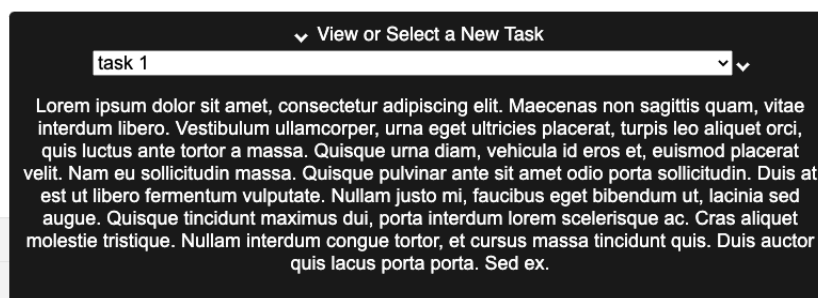 View or Select a New Task
task 1
Lorem ipsum dolor sit amet, consectetur adipiscing elit. Maecenas non sagittis quam, vitae
interdum libero. Vestibulum ullamcorper, urna eget ultricies placerat, turpis leo aliquet orci,
quis luctus ante tortor a massa. Quisque urna diam, vehicula id eros et, euismod placerat
velit. Nam eu sollicitudin massa. Quisque pulvinar ante sit amet odio porta sollicitudin. Duis at
est ut libero fermentum vulputate. Nullam justo mi, faucibus eget bibendum ut, lacinia sed
augue. Quisque tincidunt maximus dui, porta interdum lorem scelerisque ac. Cras aliquet
molestie tristique. Nullam interdum congue tortor, et cursus massa tincidunt quis. Duis auctor
quis lacus porta porta. Sed ex.